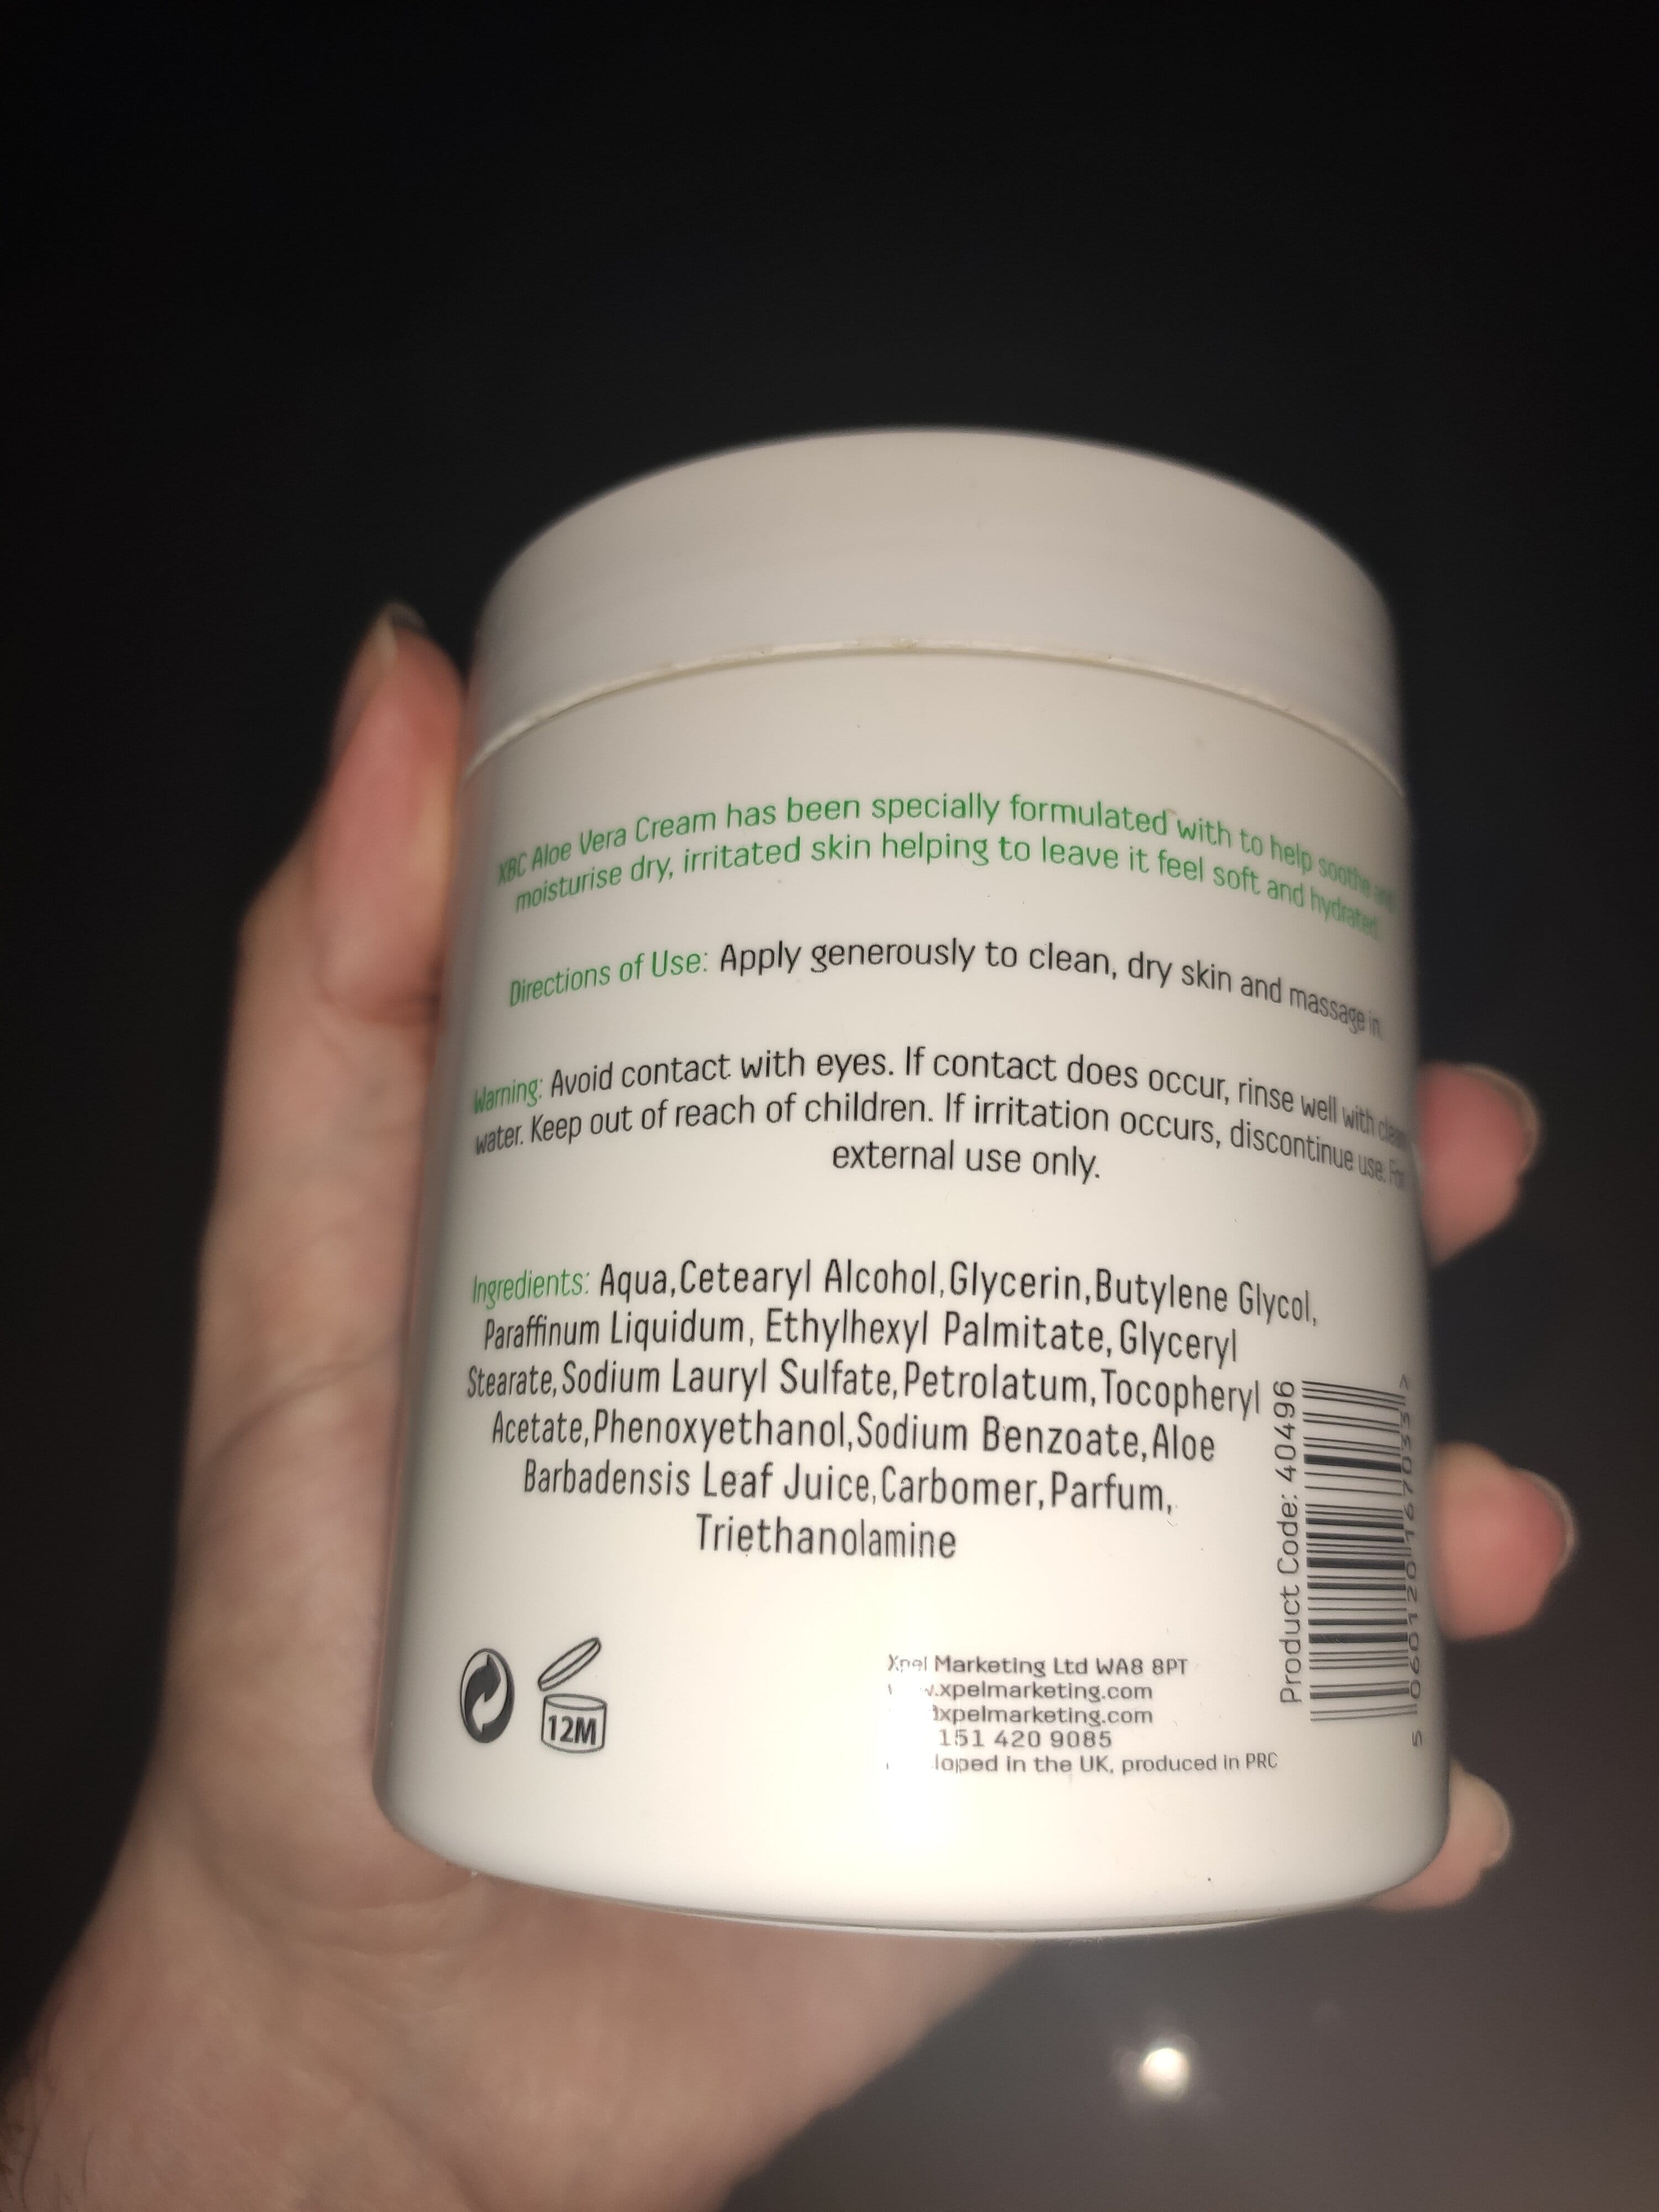 XBC Aloe Vera Cream has been specially formulated with to help soothe and
moisturise dry, irritated skin helping to leave it feel soft and hydrated.
Directions of Use: Apply generously to clean, dry skin and massage in.
Warning: Avoid contact with eyes. If contact does occur, rinse well with clean
water. Keep out of reach of children. If irritation occurs, discontinue use. For
external use only.
Ingredients: Aqua,Cetearyl Alcohol,Glycerin,Butylene Glycol,
Paraffinum Liquidum, Ethylhexyl Palmitate,Glyceryl
Stearate,Sodium Lauryl Sulfate,Petrolatum,Tocopheryl
Acetate,Phenoxyethanol,Sodium Benzoate,Aloe
Barbadensis Leaf Juice,Carbomer,Parfum,
Triethanolamine
12M
Xpel Marketing Ltd WA8 8PT
.xpelmarketing.com
xpelmarketing.com
151 420 9085
loped in the UK, produced in PRC
Product Code: 40496
5 060120 167033 >